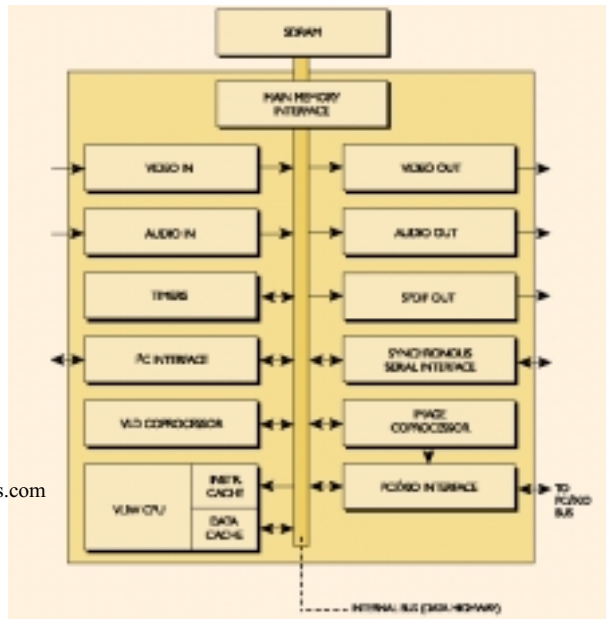 SDRAM
MAIN MEMORY
INTERFACE
VIDEO IN
VIDEO OUT
AUDIO IN
AUDIO OUT
TIMERS
SPDIF OUT
I²C INTERFACE
SYNCHRONOUS
SERIAL INTERFACE
VLD COPROCESSOR
IMAGE
COPROCESSOR
VLIW CPU
INSTR.
CACHE
DATA
CACHE
PCI/XIO INTERFACE
TO
PCI/XIO
BUS
s.com
INTERNAL BUS (DATA HIGHWAY)